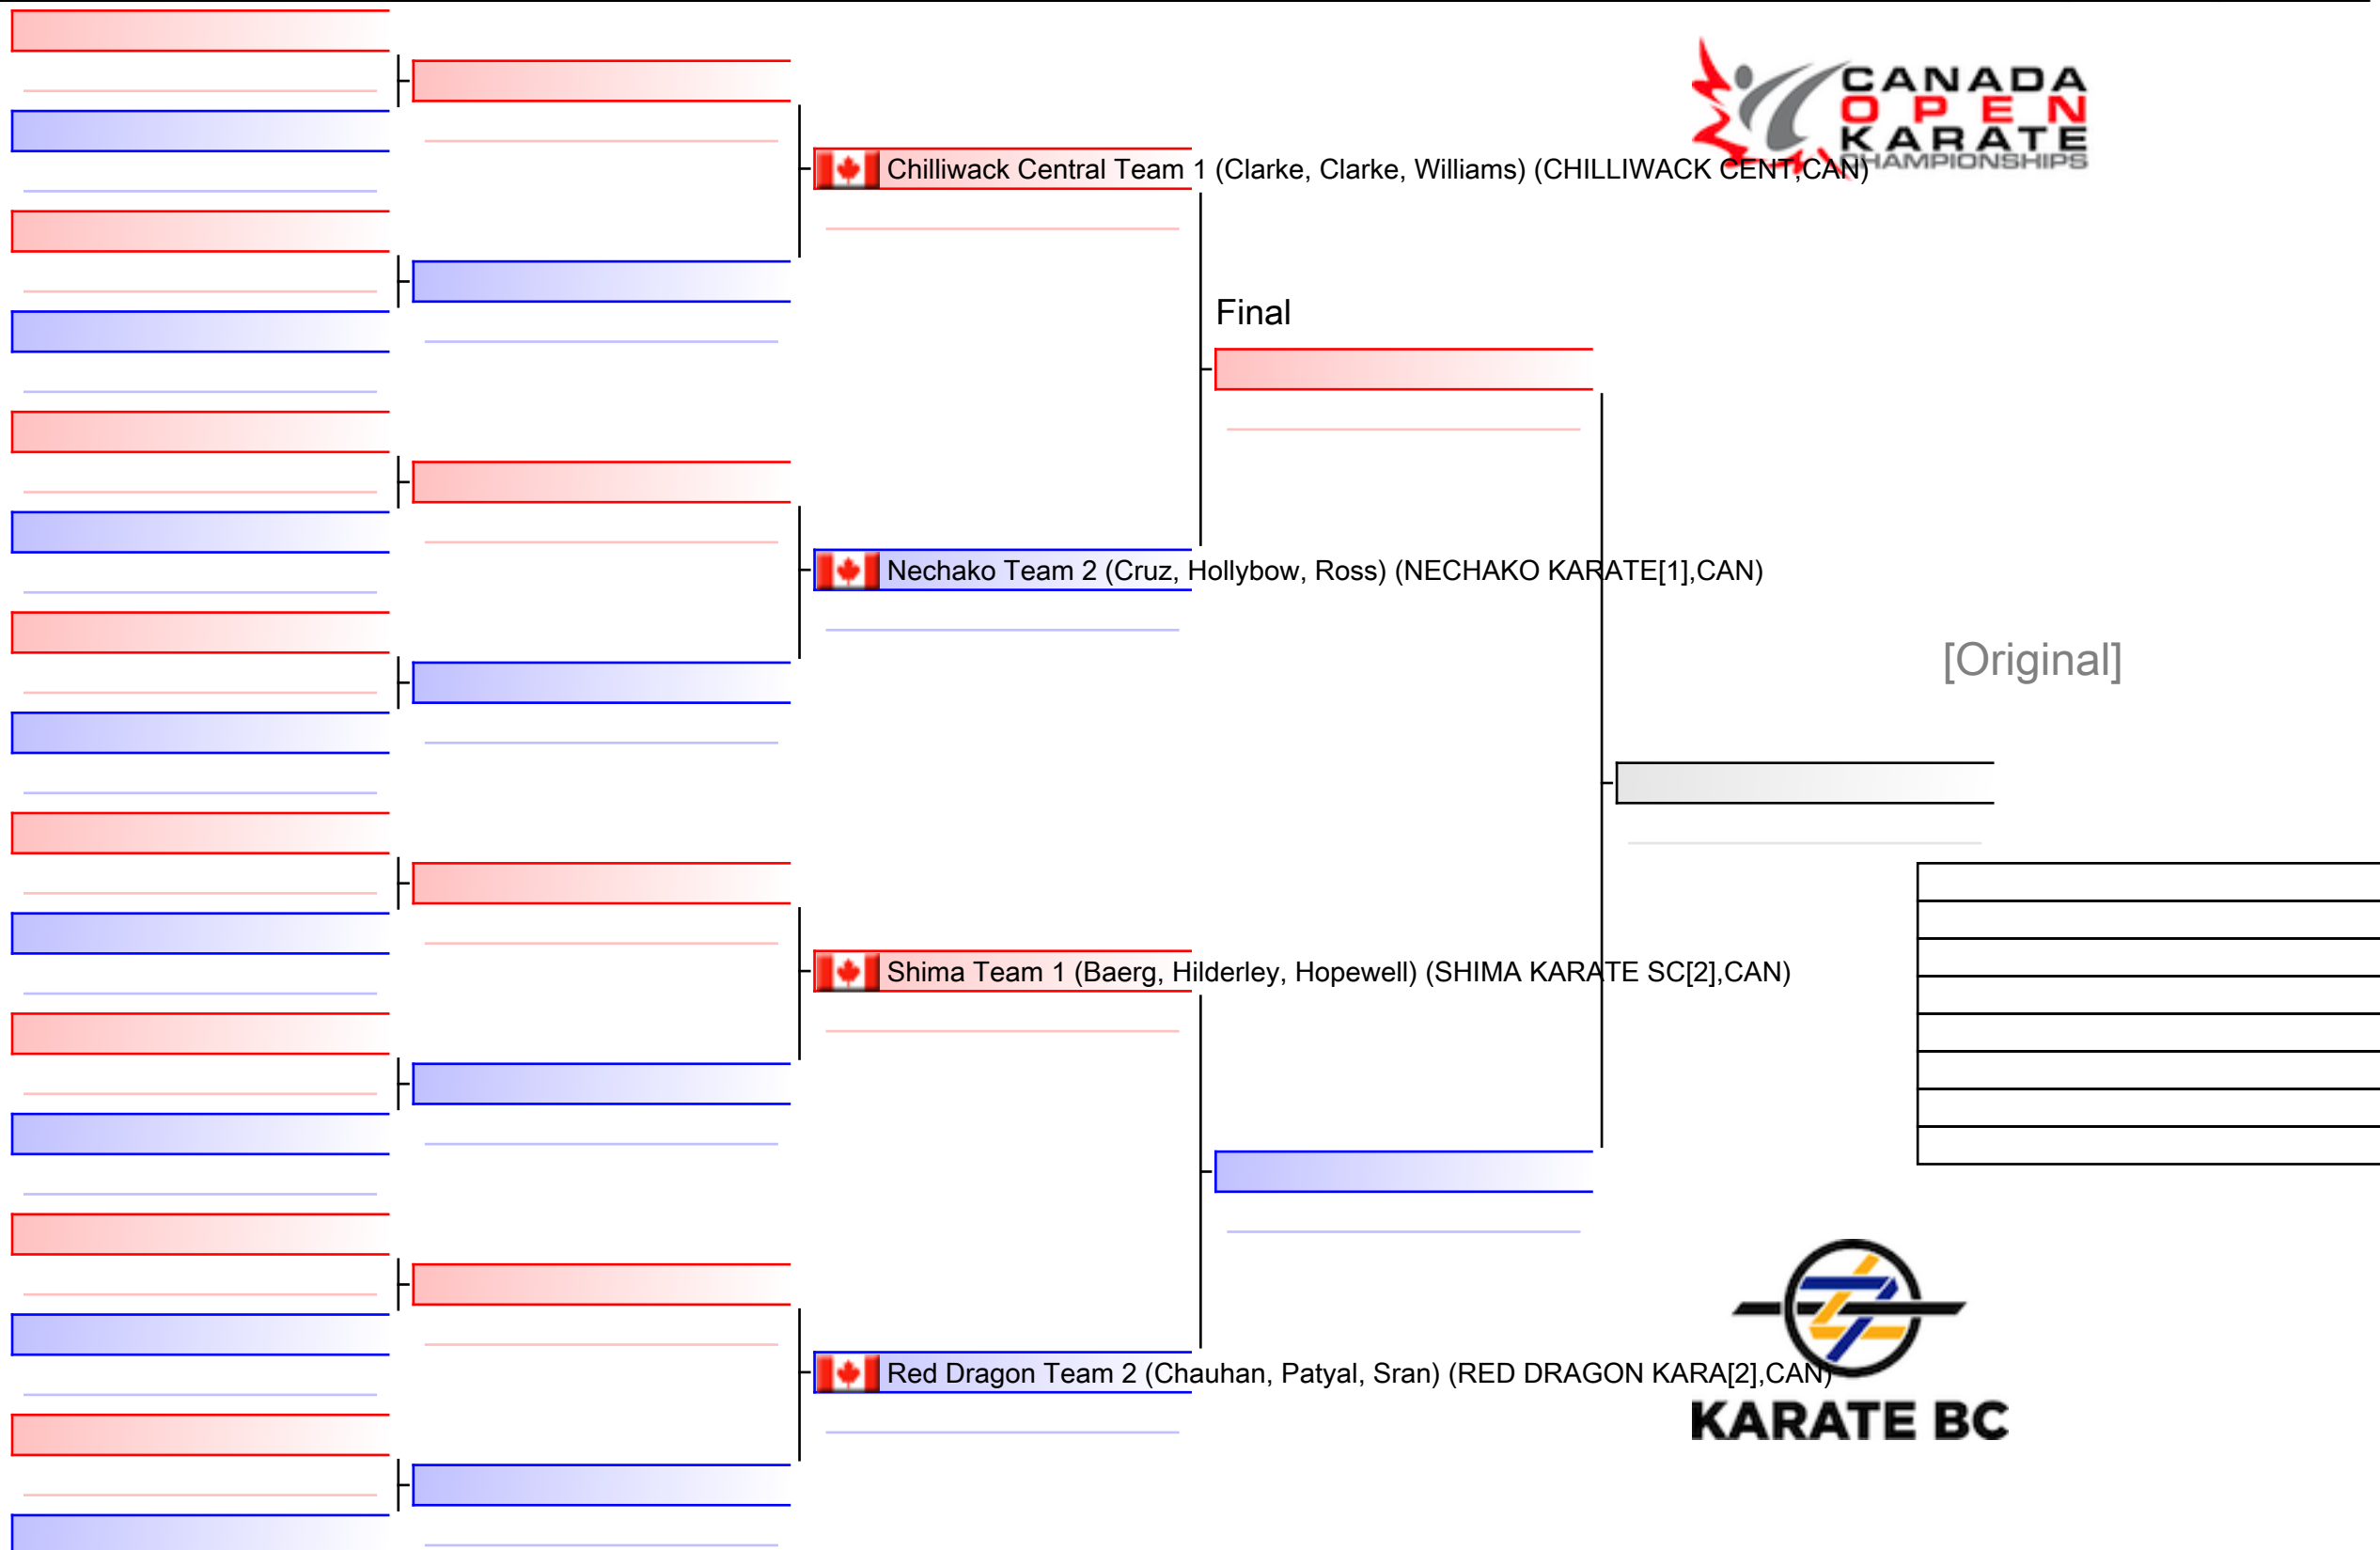 CANADA
OPEN
KARATE
CHAMPIONSHIPS
Chilliwack Central Team 1 (Clarke, Clarke, Williams) (CHILLIWACK CENT,CAN)
Final
Nechako Team 2 (Cruz, Hollybow, Ross) (NECHAKO KARATE[1],CAN)
[Original]
Shima Team 1 (Baerg, Hilderley, Hopewell) (SHIMA KARATE SC[2],CAN)
Red Dragon Team 2 (Chauhan, Patyal, Sran) (RED DRAGON KARA[2],CAN)
KARATE BC